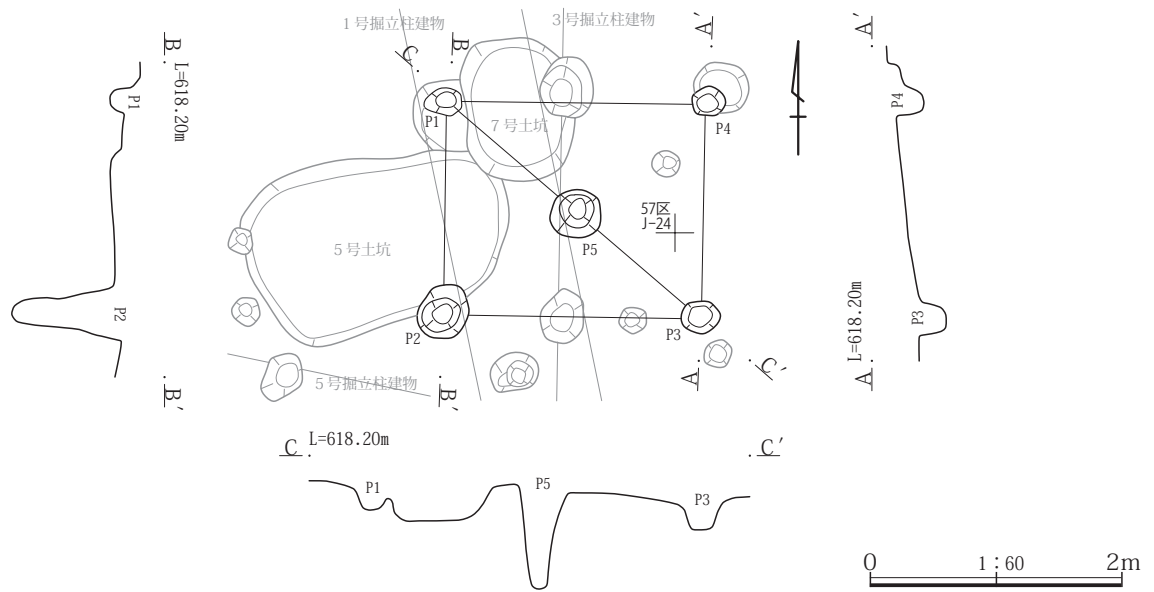 1号掘立柱建物
3号掘立柱建物
A′
A′
B
B
C
L=618.20m
P1
P1
P4
P4
7号土坑
57区
J-24
P5
5号土坑
P2
P2
P3
P3
L=618.20m
5号掘立柱建物
B′
B′
A
A
C′
C
L=618.20m
C′
P1
P5
P3
0
1:60
2m